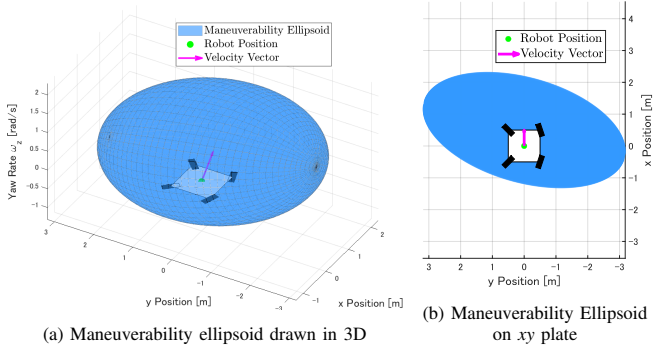 Maneuverability Ellipsoid
Robot Position
Velocity Vector
Yaw Rate ω_z [rad/s]
2
1.5
1
0.5
0
-0.5
-1
3
2
1
0
-1
-2
-3
y Position [m]
2
1
0
-1
x Position [m]
(a) Maneuverability ellipsoid drawn in 3D
Robot Position
Velocity Vector
4
3
2
1
0
-1
-2
-3
x Position [m]
3
2
1
0
-1
-2
-3
y Position [m]
(b) Maneuverability Ellipsoid
on xy plate